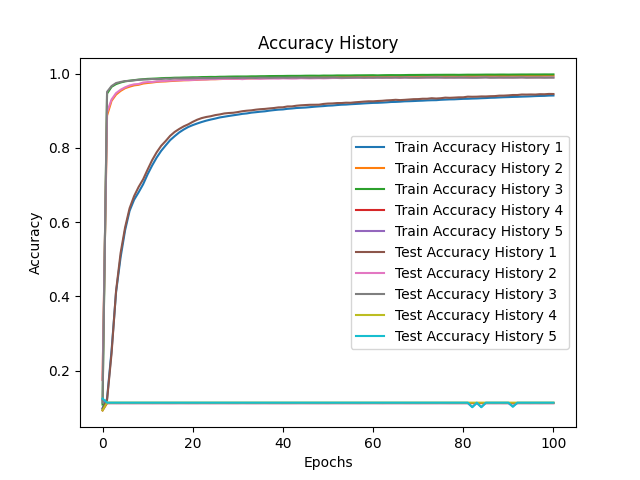 Accuracy History
1.0
0.8
0.6
0.4
0.2
Accuracy
Train Accuracy History 1
Train Accuracy History 2
Train Accuracy History 3
Train Accuracy History 4
Train Accuracy History 5
Test Accuracy History 1
Test Accuracy History 2
Test Accuracy History 3
Test Accuracy History 4
Test Accuracy History 5
0 20 40 60 80 100
Epochs